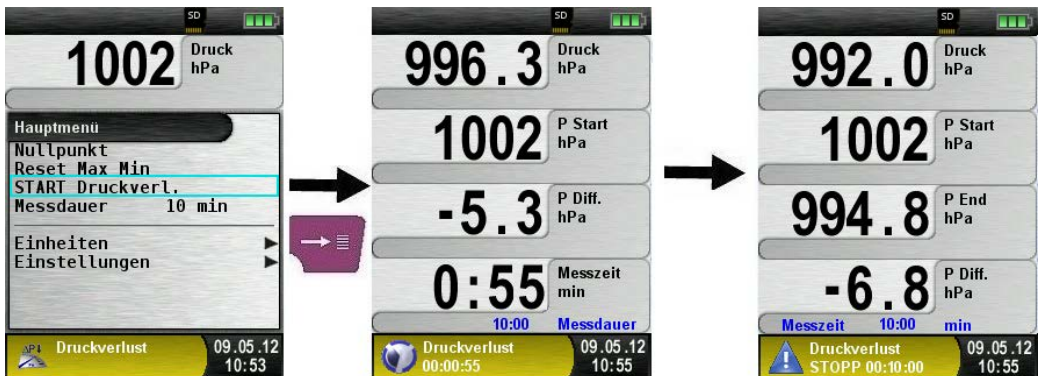 SD
1002 Druck
hPa
Hauptmenü
Nullpunkt
Reset Max Min
START Druckverl.
Messdauer 10 min
Einheiten
Einstellungen
ΔP↓
Druckverlust 09.05.12
10:53
SD
996.3 Druck
hPa
1002 P Start
hPa
-5.3 P Diff.
hPa
0:55 Messzeit
min
10:00 Messdauer
Druckverlust 09.05.12
00:00:55 10:55
SD
992.0 Druck
hPa
1002 P Start
hPa
994.8 P End
hPa
-6.8 P Diff.
hPa
Messzeit 10:00 min
Druckverlust 09.05.12
STOPP 00:10:00 10:55